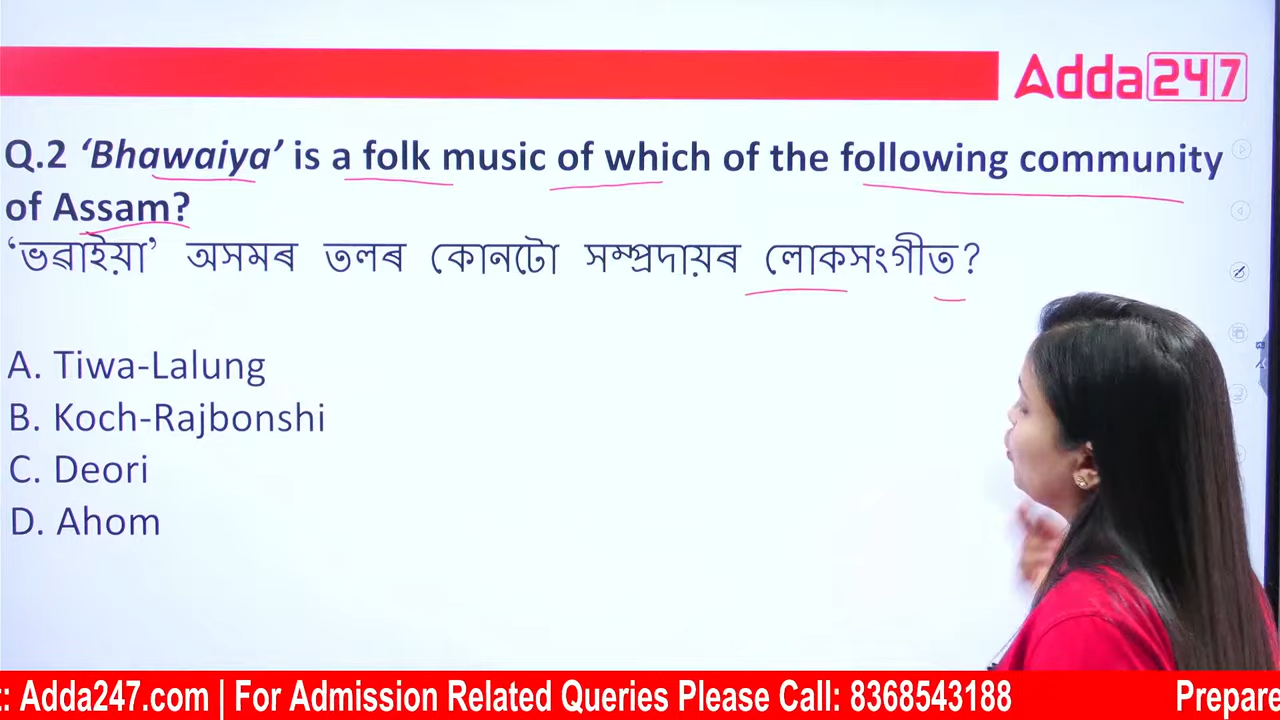 Adda247
Q.2 ‘Bhawaiya’ is a folk music of which of the following community
of Assam?
‘ভৱাইয়া’ অসমৰ তলৰ কোনটো সম্প্ৰদায়ৰ লোকসংগীত?
A. Tiwa-Lalung
B. Koch-Rajbonshi
C. Deori
D. Ahom
: Adda247.com | For Admission Related Queries Please Call: 8368543188 Prepare